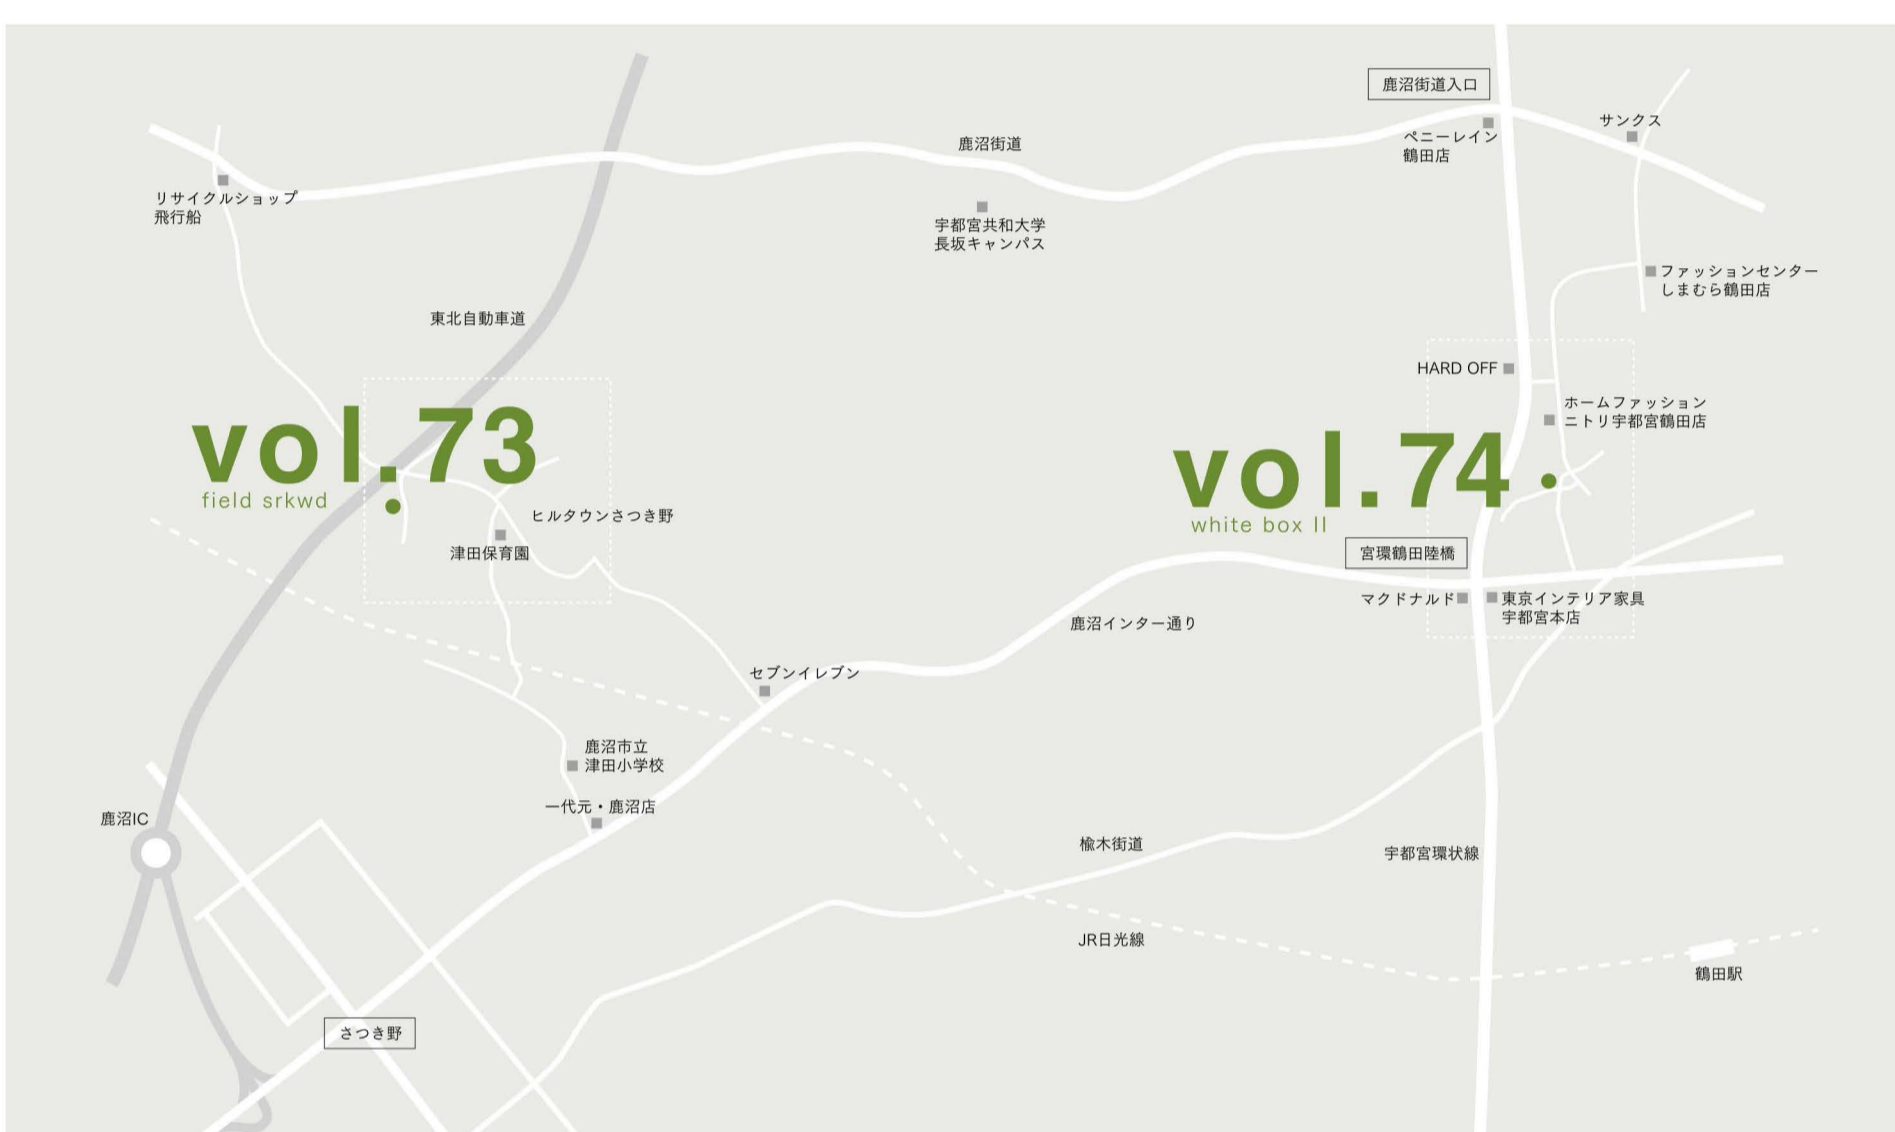 鹿沼街道入口
サンクス
ペニーレイン
鶴田店
鹿沼街道
リサイクルショップ
飛行船
宇都宮共和大学
長坂キャンパス
ファッションセンター
しまむら鶴田店
東北自動車道
HARD OFF
ホームファッション
ニトリ宇都宮鶴田店
vol.73
field srkwd
vol.74
white box II
ヒルタウンさつき野
津田保育園
宮環鶴田陸橋
マクドナルド
東京インテリア家具
宇都宮本店
鹿沼インター通り
セブンイレブン
鹿沼市立
津田小学校
一代元・鹿沼店
鹿沼IC
楡木街道
宇都宮環状線
JR日光線
鶴田駅
さつき野